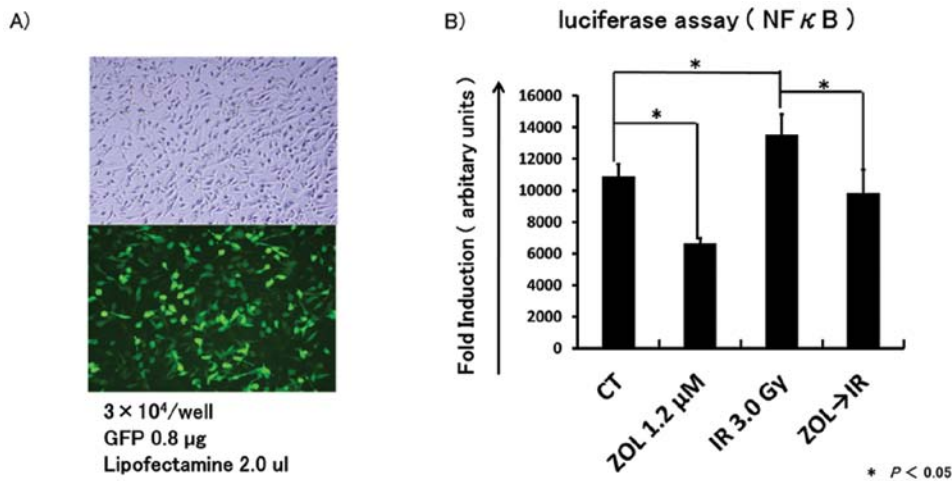 A)
3 × 10⁴/well
GFP 0.8 μg
Lipofectamine 2.0 ul
B)
luciferase assay ( NF κ B )
Fold Induction ( arbitary units )
16000
14000
12000
10000
8000
6000
4000
2000
0
*
*
*
CT
ZOL 1.2 μM
IR 3.0 Gy
ZOL→IR
* P < 0.05